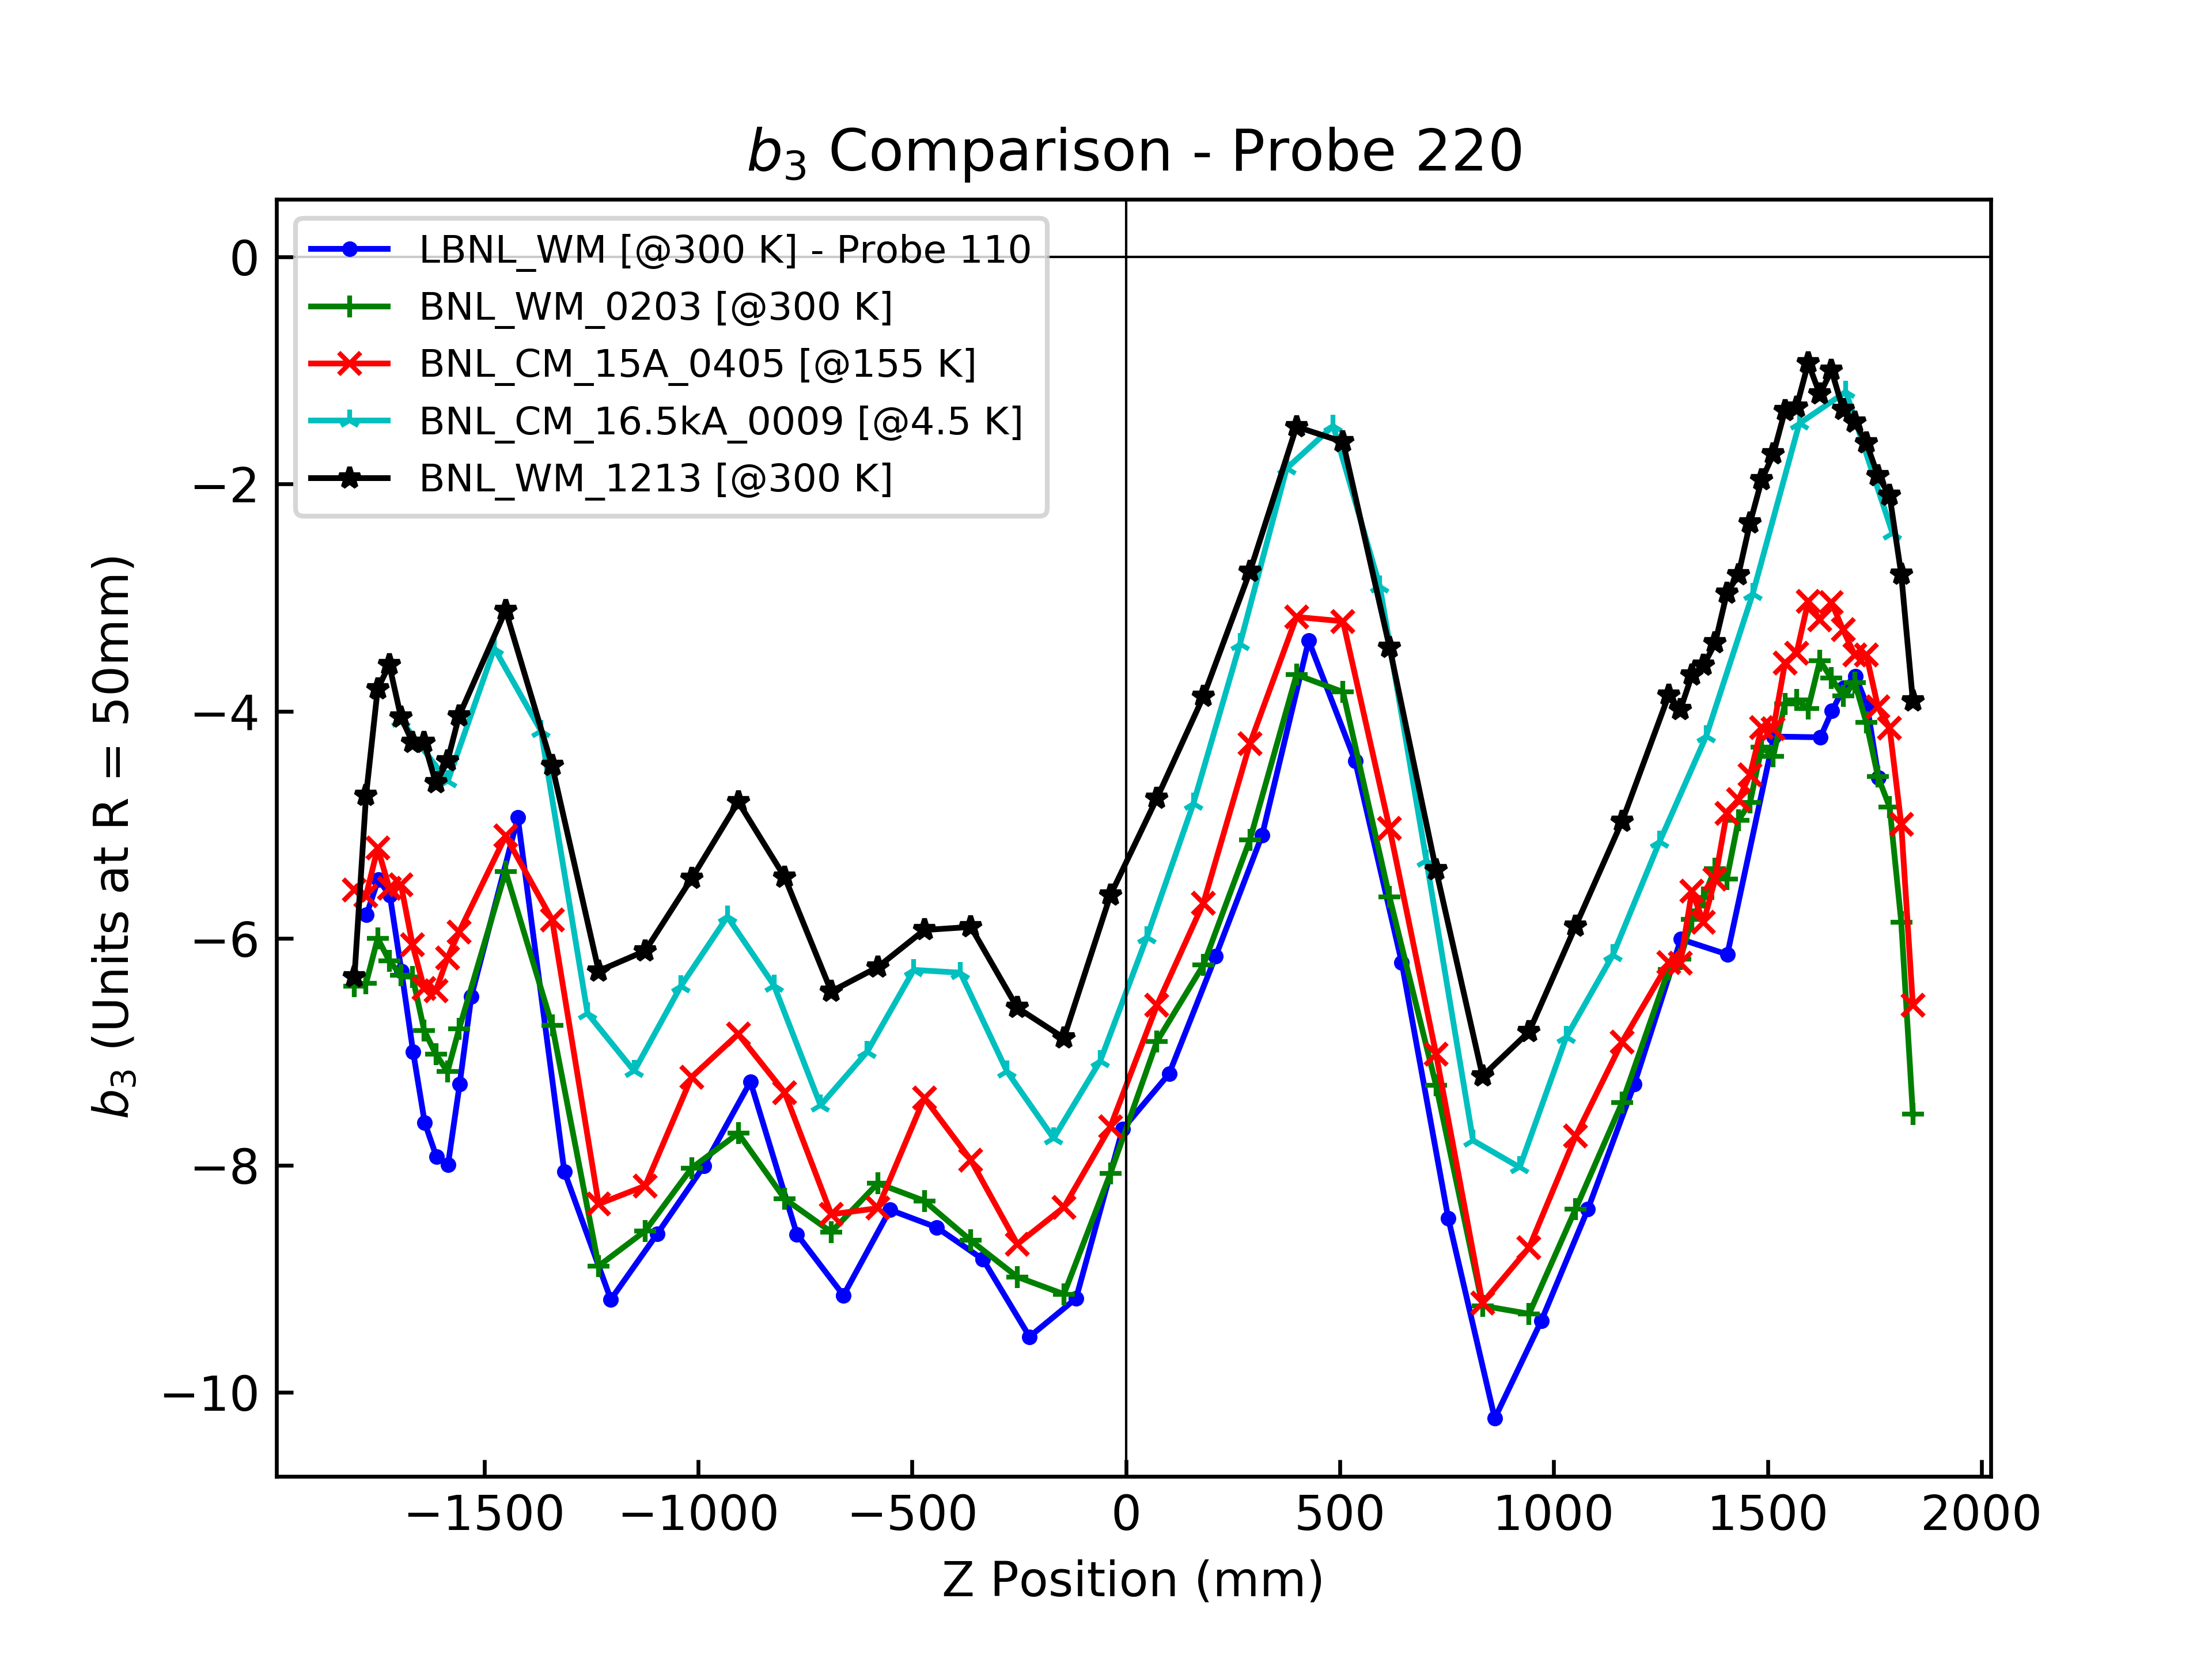 b3 Comparison - Probe 220
LBNL_WM [@300 K] - Probe 110
BNL_WM_0203 [@300 K]
BNL_CM_15A_0405 [@155 K]
BNL_CM_16.5kA_0009 [@4.5 K]
BNL_WM_1213 [@300 K]
b3 (Units at R = 50mm)
0
−2
−4
−6
−8
−10
−1500 −1000 −500 0 500 1000 1500 2000
Z Position (mm)